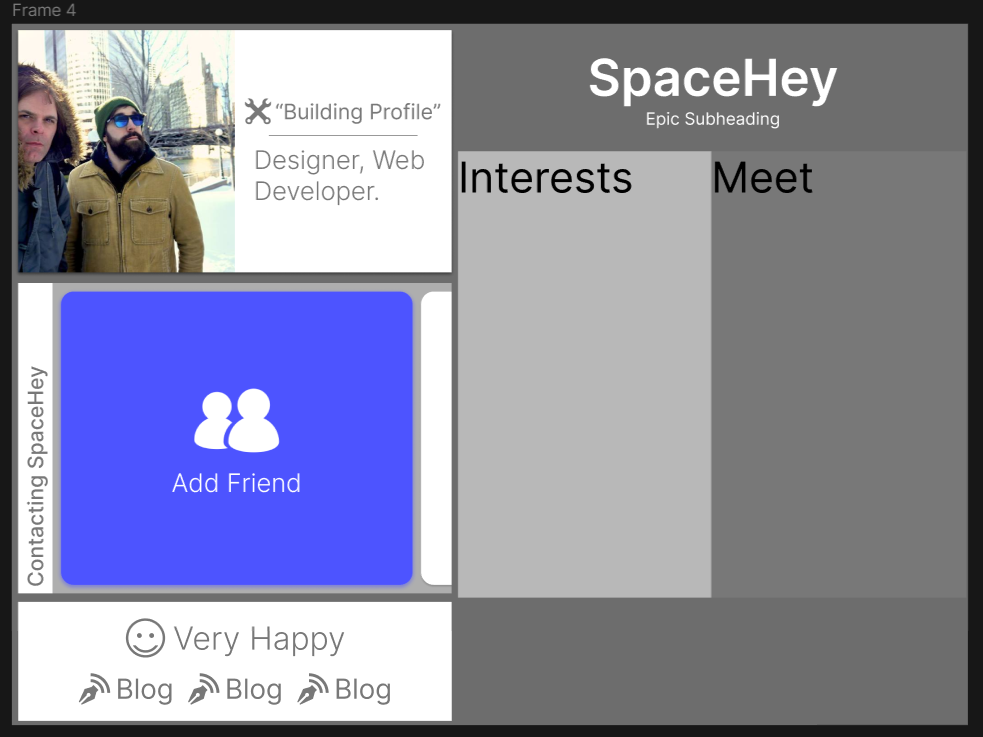 Frame 4
“Building Profile”
Designer, Web
Developer.
Contacting SpaceHey
Add Friend
Very Happy
Blog Blog Blog
SpaceHey
Epic Subheading
Interests
Meet